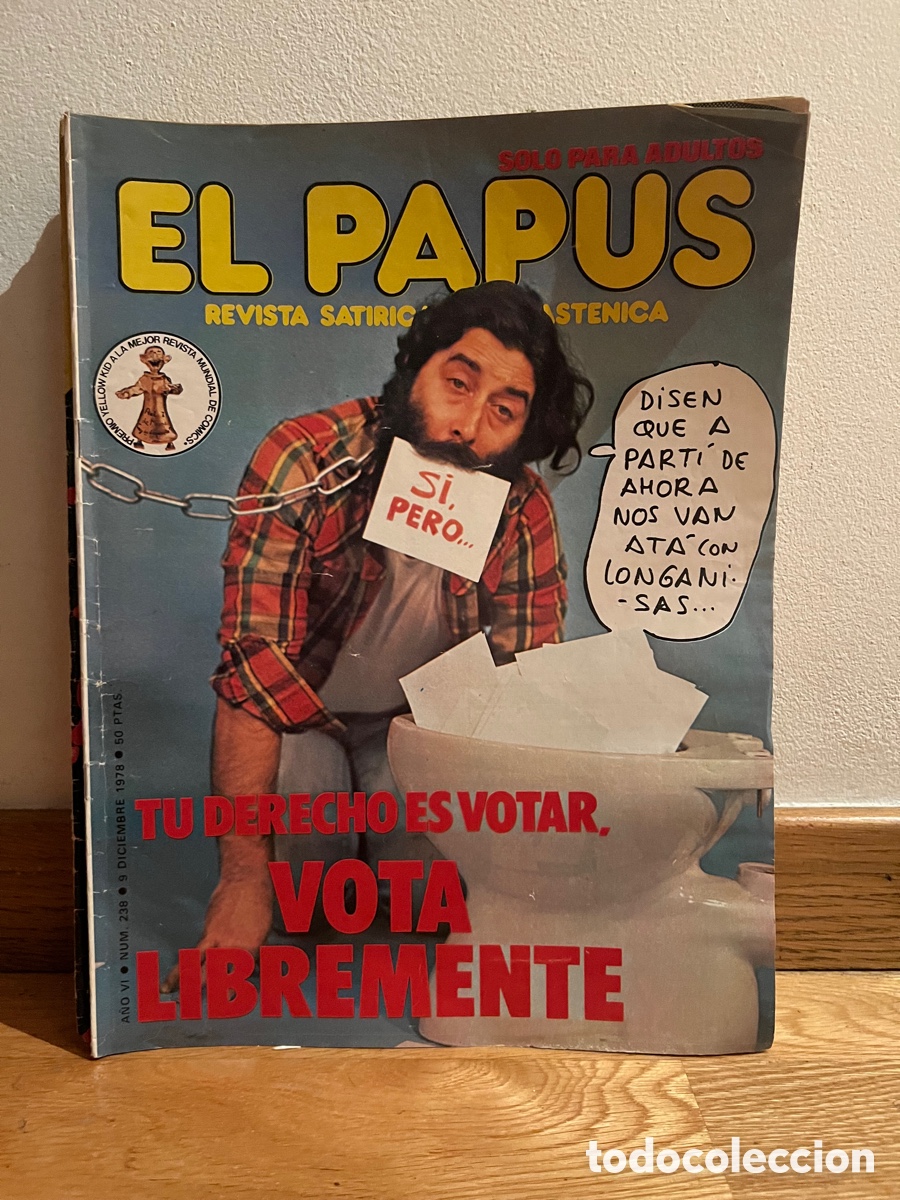 SOLO PARA ADULTOS
EL PAPUS
REVISTA SATIRIC ASTENICA
PREMIO YELLOW KID A LA MEJOR REVISTA MUNDIAL DE COMICS
SI,
PERO...
DISEN
QUE A
PARTÍ DE
AHORA
NOS VAN
ATÁ CON
LONGANI-
-SAS...
TU DERECHO ES VOTAR,
VOTA
LIBREMENTE
AÑO VI ● NUM. 238 ● 9 DICIEMBRE 1978 ● 50 PTAS.
todocoleccion